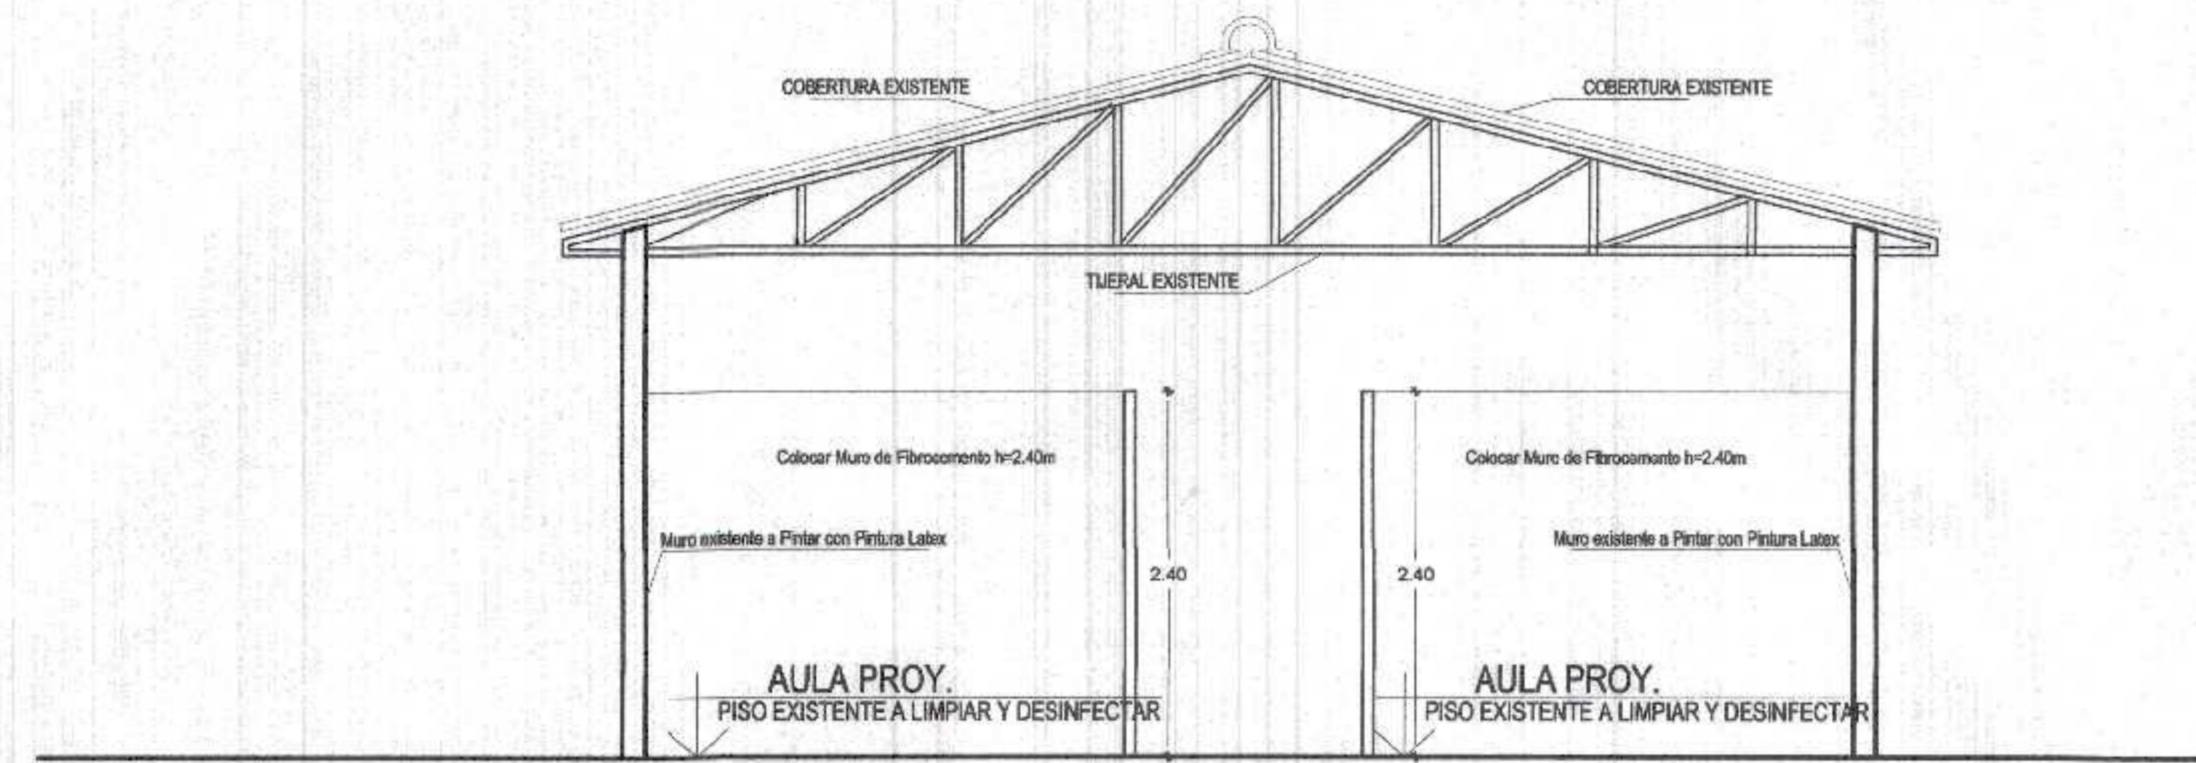 COBERTURA EXISTENTE
COBERTURA EXISTENTE
TIJERAL EXISTENTE
Colocar Muro de Fibrocemento h=2.40m
Colocar Muro de Fibrocemento h=2.40m
Muro existente a Pintar con Pintura Latex
Muro existente a Pintar con Pintura Latex
2.40
2.40
AULA PROY.
PISO EXISTENTE A LIMPIAR Y DESINFECTAR
AULA PROY.
PISO EXISTENTE A LIMPIAR Y DESINFECTAR